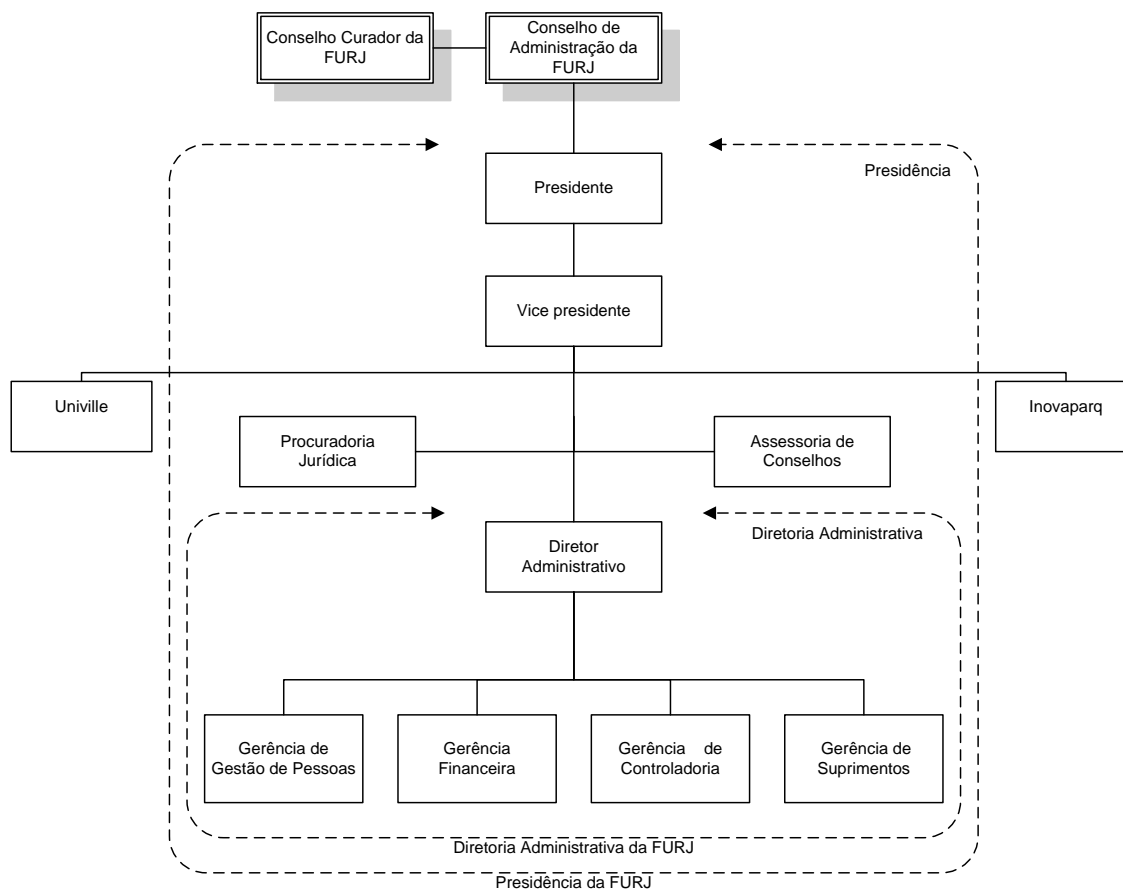 Conselho Curador da
FURJ
Conselho de
Administração da
FURJ
Presidência
Presidente
Vice presidente
Univille
Inovaparq
Procuradoria
Jurídica
Assessoria de
Conselhos
Diretoria Administrativa
Diretor
Administrativo
Gerência de
Gestão de Pessoas
Gerência
Financeira
Gerência de
Controladoria
Gerência de
Suprimentos
Diretoria Administrativa da FURJ
Presidência da FURJ